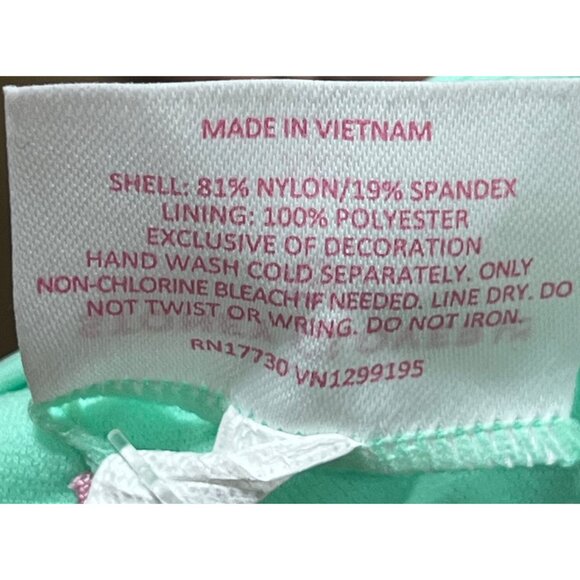 MADE IN VIETNAM
SHELL: 81% NYLON/19% SPANDEX
LINING: 100% POLYESTER
EXCLUSIVE OF DECORATION
HAND WASH COLD SEPARATELY. ONLY
NON-CHLORINE BLEACH IF NEEDED. LINE DRY. DO
NOT TWIST OR WRING. DO NOT IRON.
RN17730 VN1299195